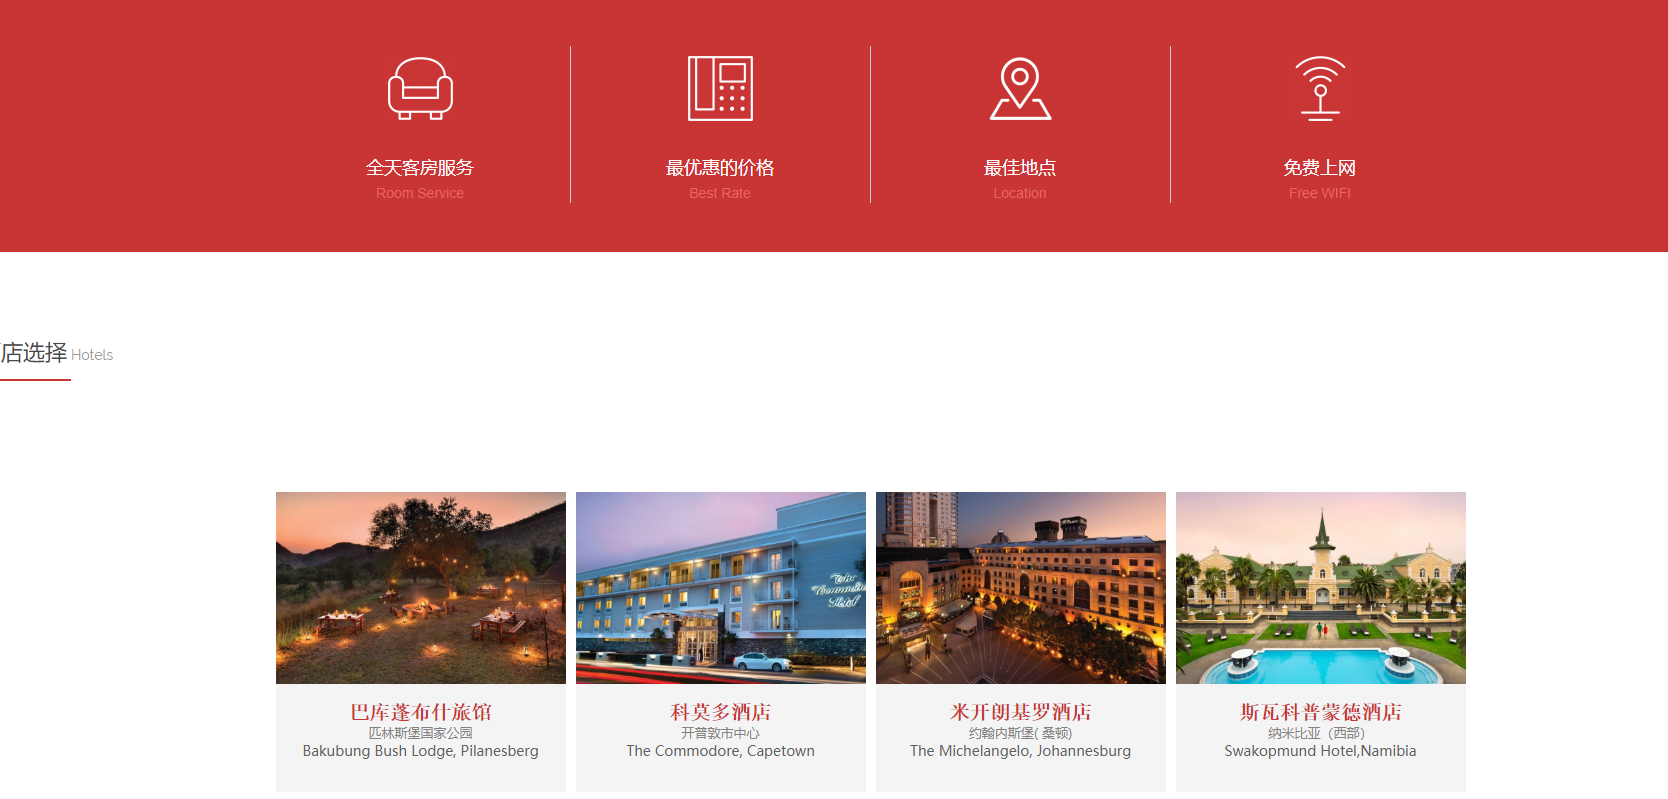 全天客房服务
Room Service
最优惠的价格
Best Rate
最佳地点
Location
免费上网
Free WIFI
店选择 Hotels
The
Hotel
巴库蓬布什旅馆
匹林斯堡国家公园
Bakubung Bush Lodge, Pilanesberg
科莫多酒店
开普敦市中心
The Commodore, Capetown
米开朗基罗酒店
约翰内斯堡( 桑顿)
The Michelangelo, Johannesburg
斯瓦科普蒙德酒店
纳米比亚（西部）
Swakopmund Hotel,Namibia